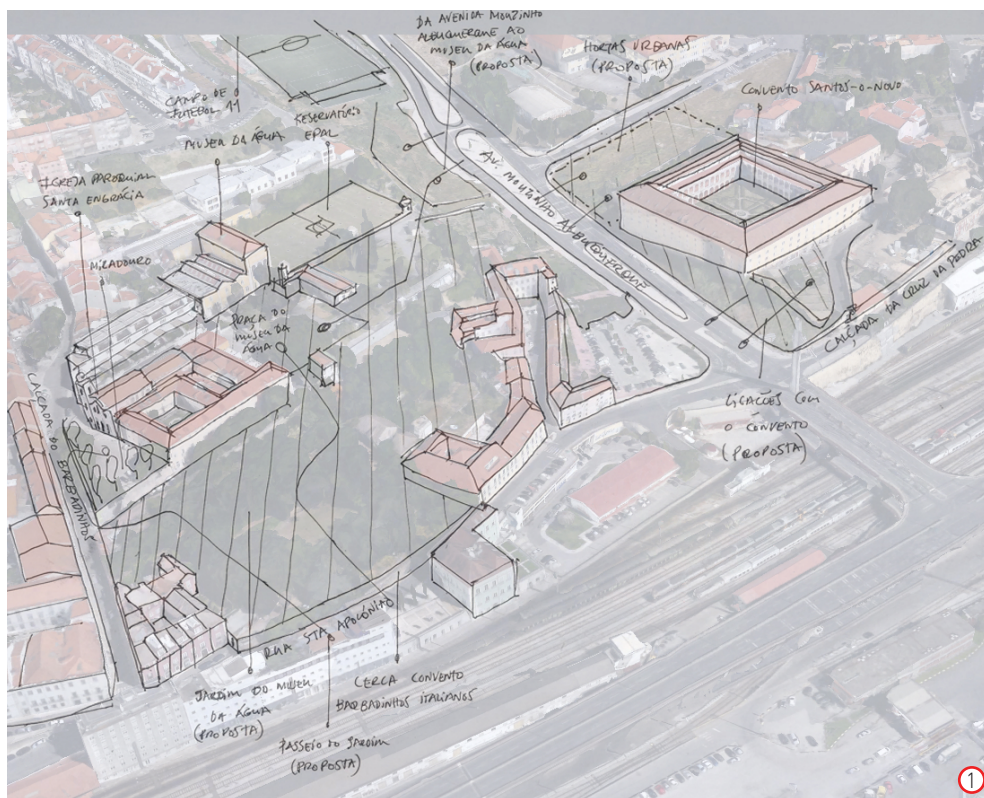 DA AVENIDA MOUZINHO
ALBUQUERQUE AO
MUSEU DA ÁGUA
(PROPOSTA)
HORTAS URBANAS
(PROPOSTA)
CONVENTO SANTOS-O-NOVO
CAMPO DE
FUTEBOL 11
MUSEU DA ÁGUA
RESERVATÓRIO
EPAL
IGREJA PAROQUIAL
SANTA ENGRÁCIA
MIRADOURO
AV. MOUZINHO ALBUQUERQUE
PRAÇA DO
MUSEU DA
ÁGUA
CALÇADA DA CRUZ DA PEDRA
CALÇADA DO BARBADINHOS
LIGAÇÕES COM
O CONVENTO
(PROPOSTA)
RUA STA APOLÓNIA
JARDIM DO MUSEU
DA ÁGUA
(PROPOSTA)
CERCA CONVENTO
BARBADINHOS ITALIANOS
PASSEIO DO JARDIM
(PROPOSTA)
1